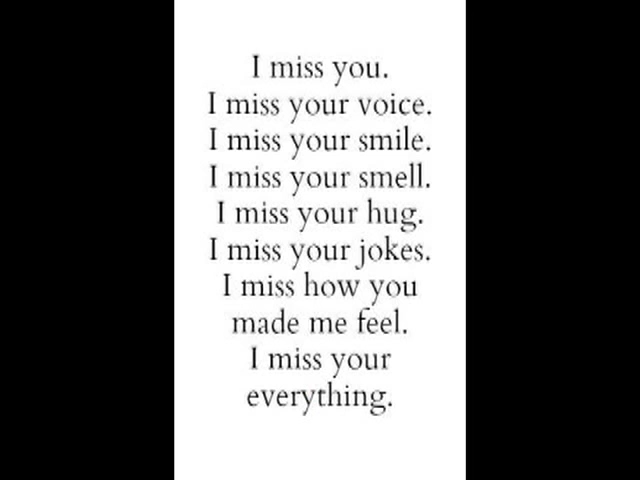 I miss you.
I miss your voice.
I miss your smile.
I miss your smell.
I miss your hug.
I miss your jokes.
I miss how you
made me feel.
I miss your
everything.